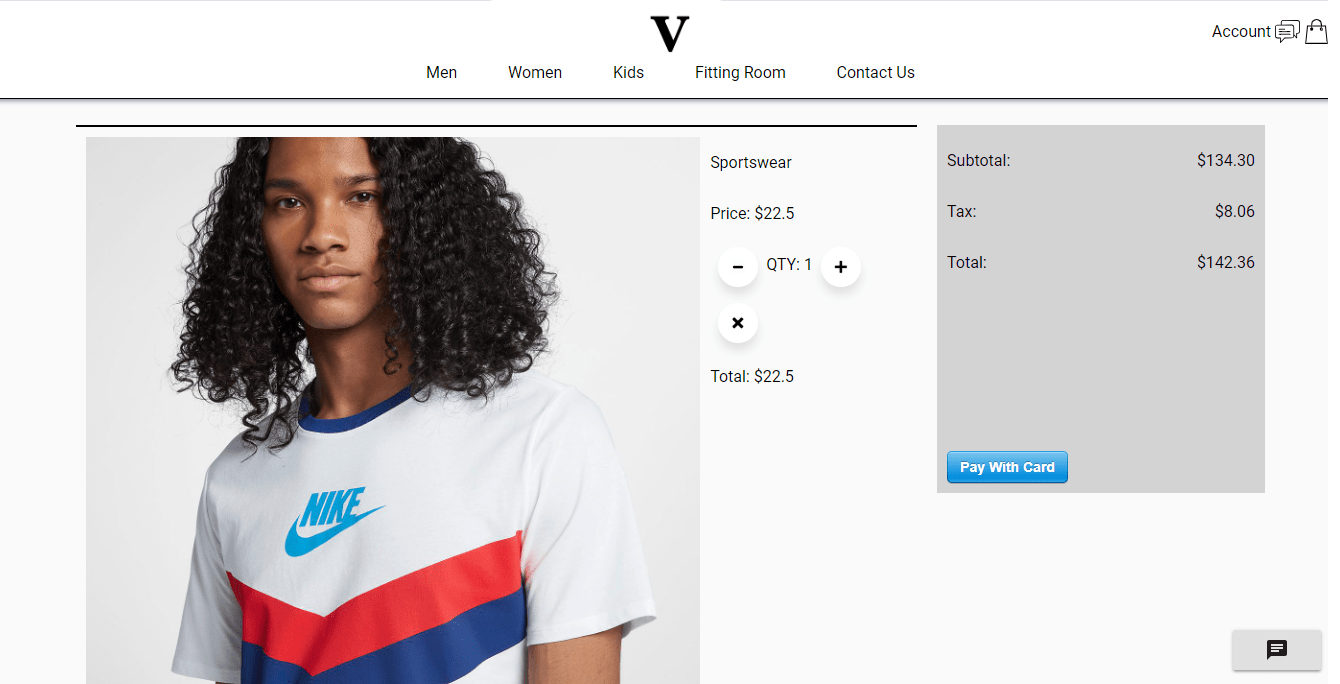 V
Account
Men Women Kids Fitting Room Contact Us
Sportswear
Price: $22.5
QTY: 1
Total: $22.5
NIKE
Subtotal: $134.30
Tax: $8.06
Total: $142.36
Pay With Card